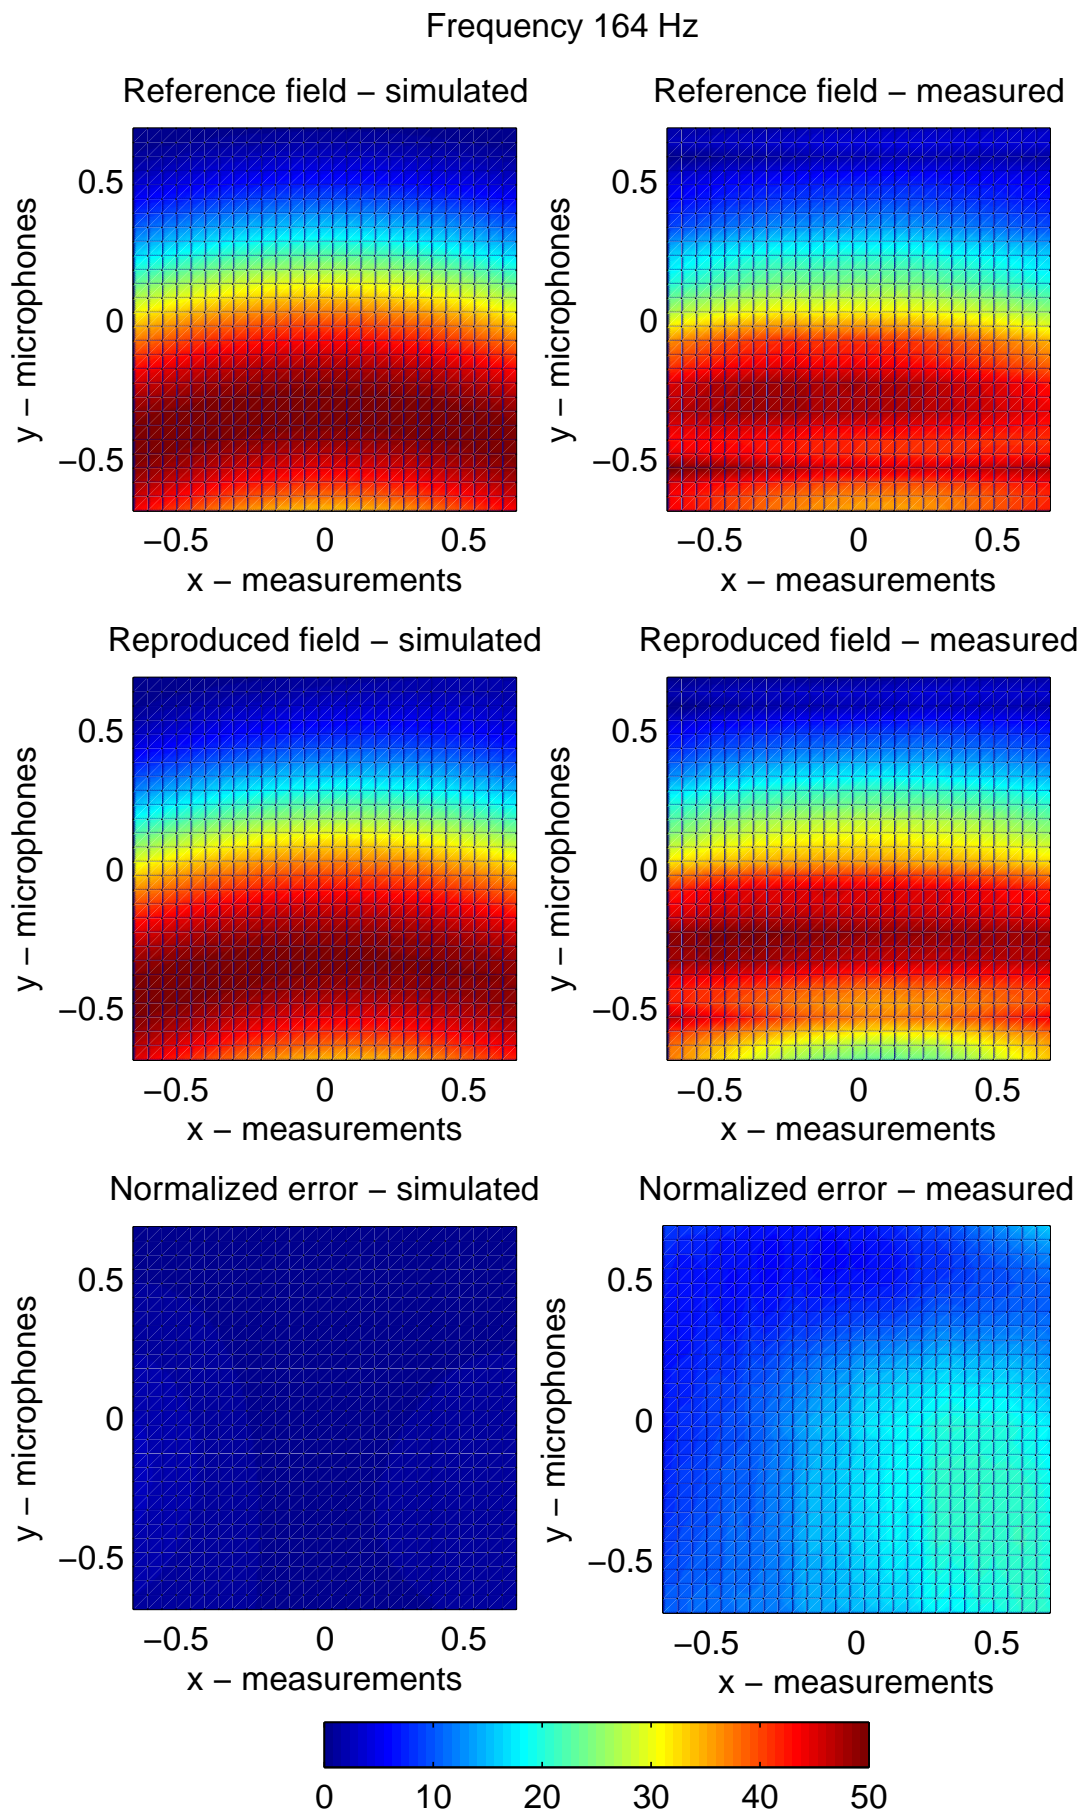 Frequency 164 Hz
Reference field – simulated
Reference field – measured
y – microphones
0.5
0
−0.5
−0.5 0 0.5
x – measurements
y – microphones
0.5
0
−0.5
−0.5 0 0.5
x – measurements
Reproduced field – simulated
Reproduced field – measured
y – microphones
0.5
0
−0.5
−0.5 0 0.5
x – measurements
y – microphones
0.5
0
−0.5
−0.5 0 0.5
x – measurements
Normalized error – simulated
Normalized error – measured
y – microphones
0.5
0
−0.5
−0.5 0 0.5
x – measurements
y – microphones
0.5
0
−0.5
−0.5 0 0.5
x – measurements
0 10 20 30 40 50